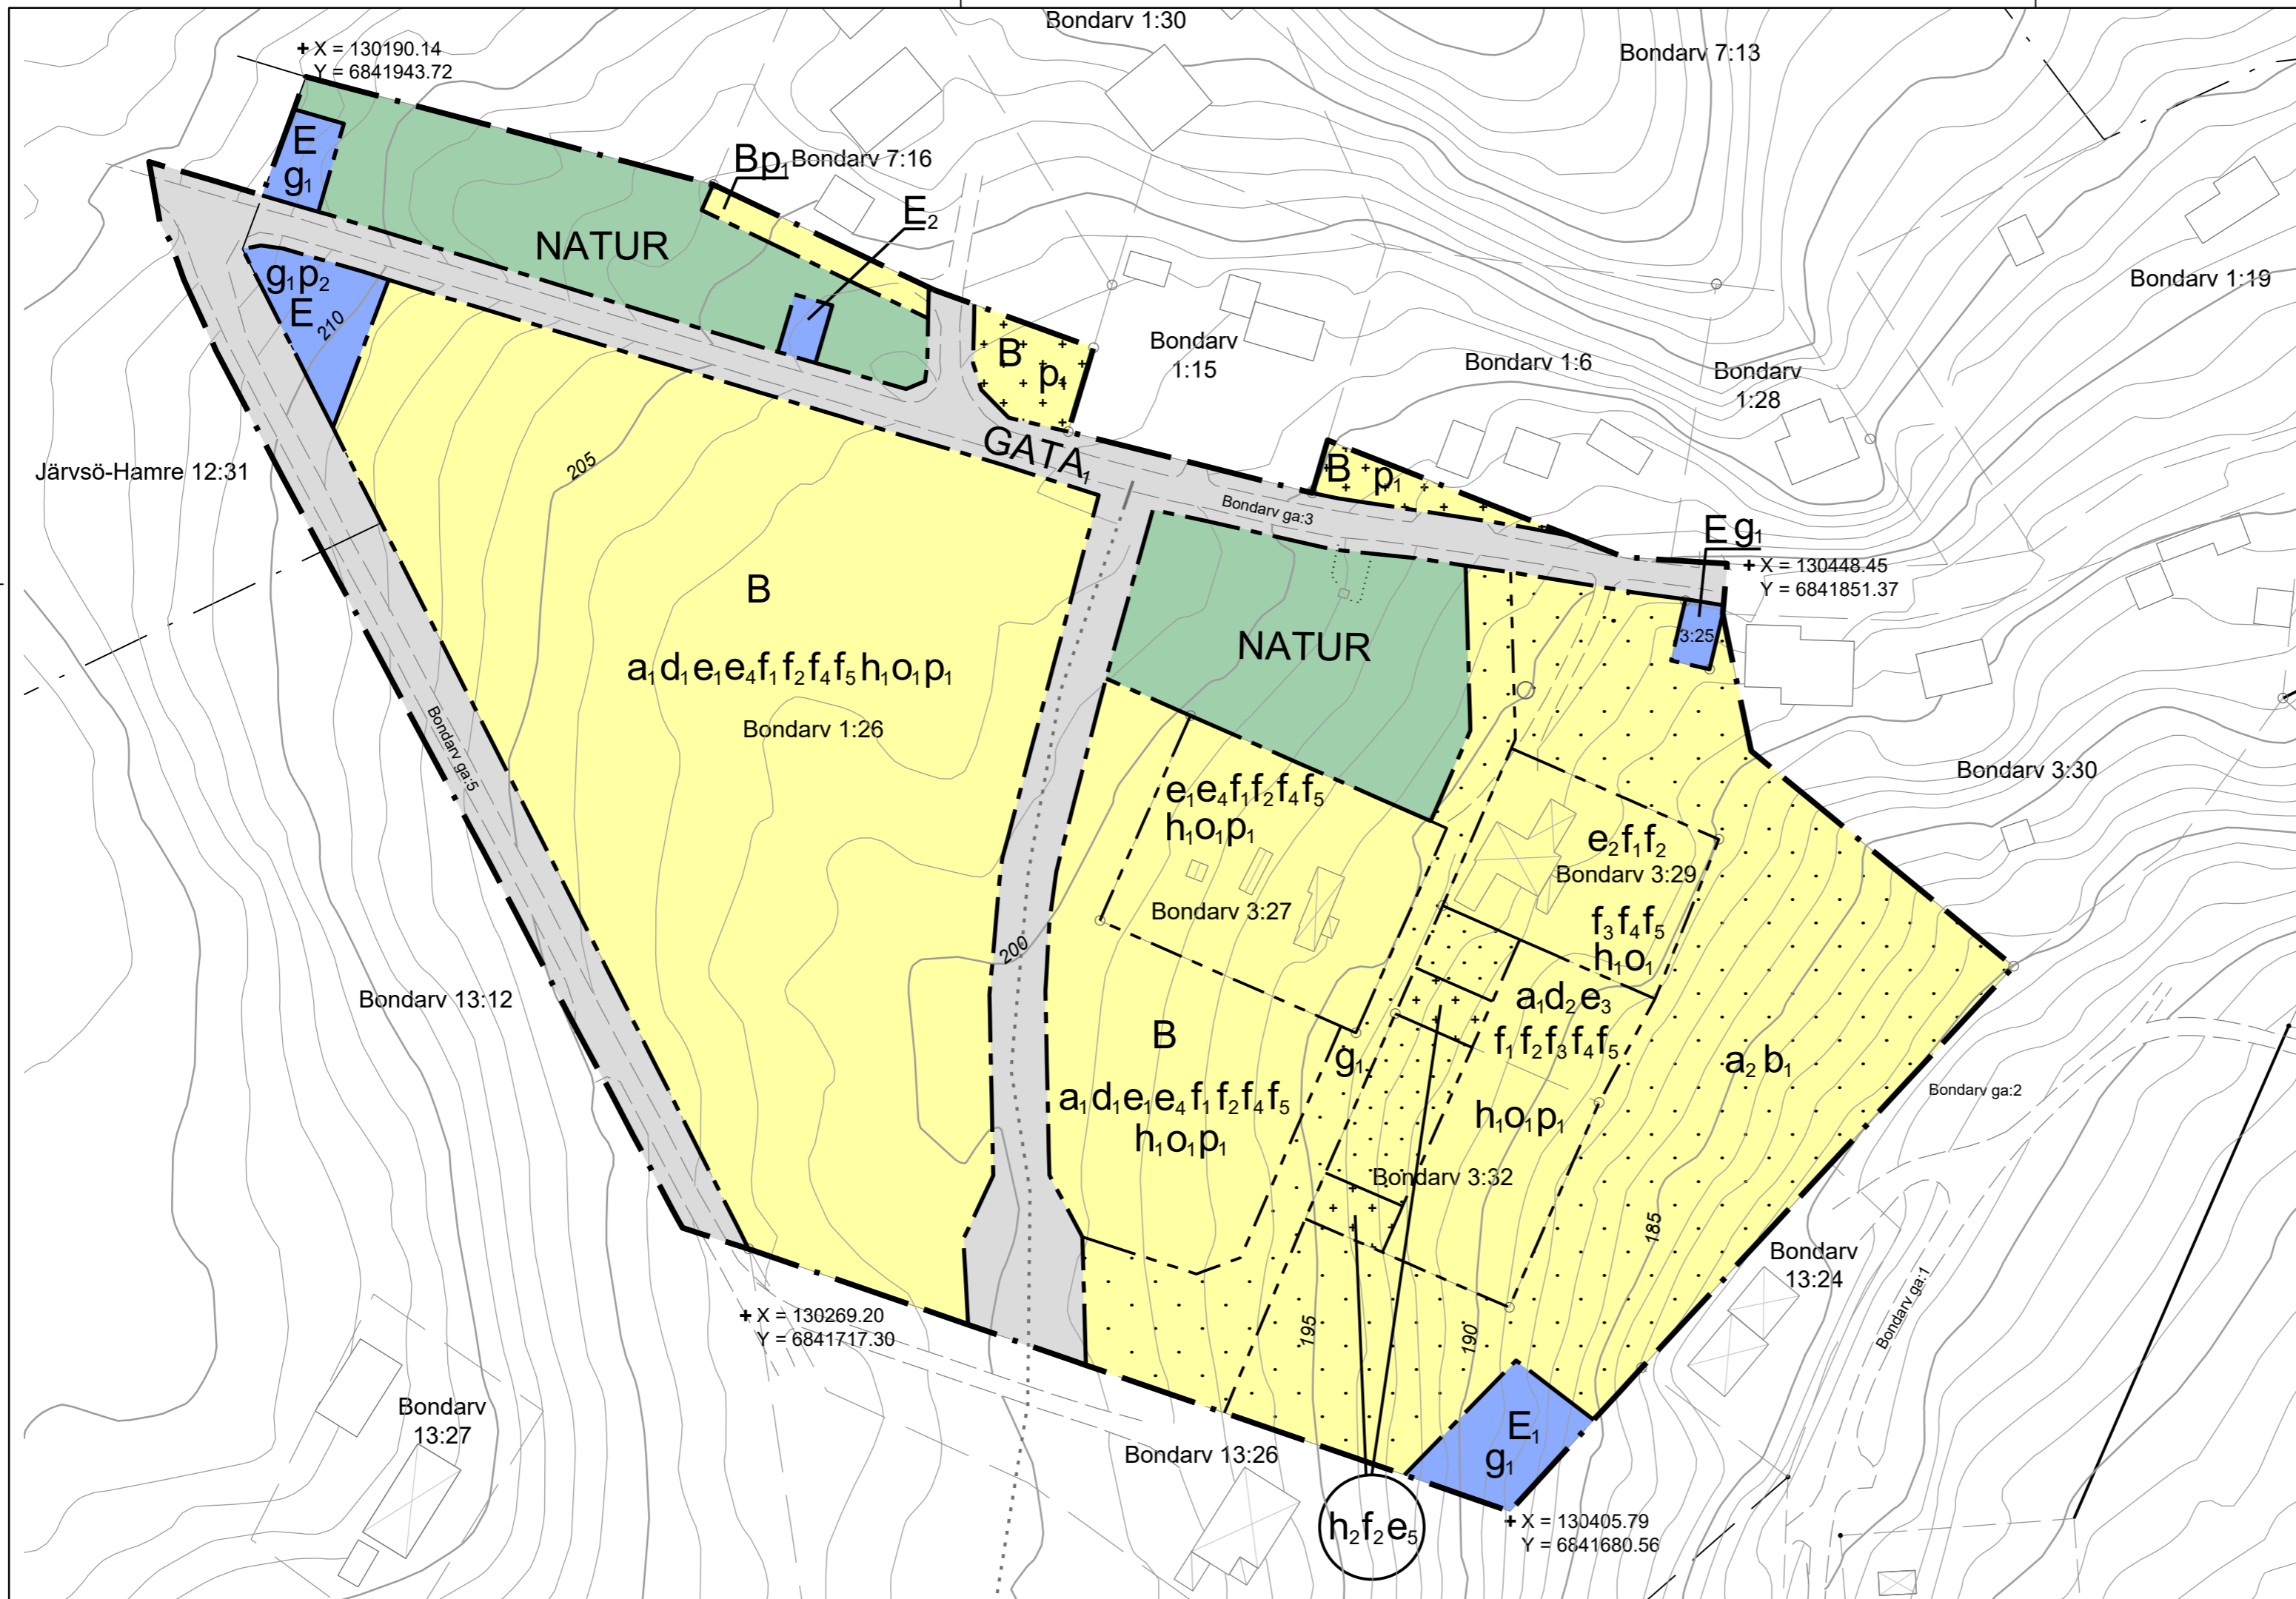 Bondarv 1:30
+ X = 130190.14
Y = 6841943.72
Bondarv 7:13
E
g₁
Bp₁
Bondarv 7:16
E₂
NATUR
g₁p₂
E
210
Bondarv 1:19
B
p₁
Bondarv
1:15
Bondarv 1:6
Bondarv
1:28
GATA₁
205
Järvsö-Hamre 12:31
B p₁
Bondarv ga:3
E g₁
+ X = 130448.45
Y = 6841851.37
B
3:25
NATUR
a₁d₁e₁e₄f₁f₂f₄f₅h₁o₁p₁
Bondarv 1:26
Bondarv ga:5
Bondarv 3:30
e₁e₄f₁f₂f₄f₅
h₁o₁p₁
e₂f₁f₂
Bondarv 3:29
Bondarv 3:27
f₃f₄f₅
h₁o₁
200
Bondarv 13:12
a₁d₂e₃
f₁f₂f₃f₄f₅
B
g₁
a₂ b₁
Bondarv ga:2
a₁d₁e₁e₄f₁f₂f₄f₅
h₁o₁p₁
h₁o₁p₁
Bondarv 3:32
185
Bondarv
13:24
Bondarv ga:1
+ X = 130269.20
Y = 6841717.30
195
190
Bondarv
13:27
Bondarv 13:26
E₁
g₁
h₂f₂e₅
+ X = 130405.79
Y = 6841680.56